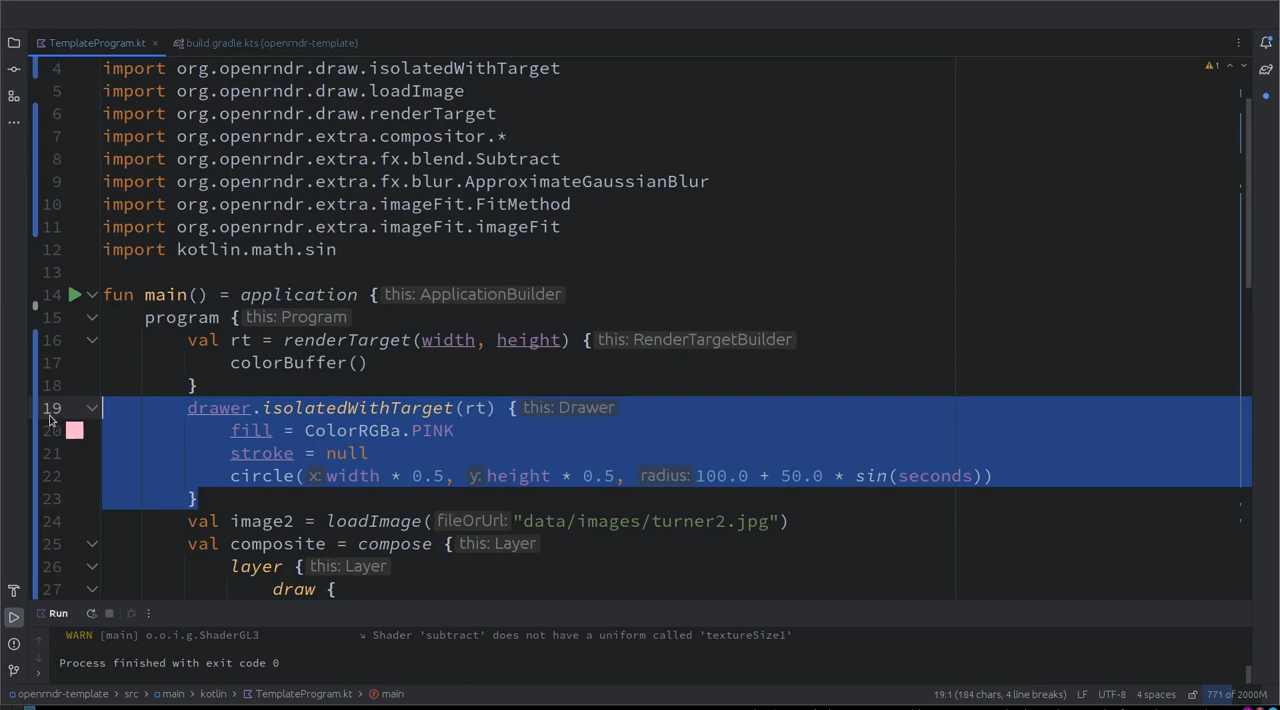 TemplateProgram.kt
build.gradle.kts (openrndr-template)
4 import org.openrndr.draw.isolatedWithTarget
1
5 import org.openrndr.draw.loadImage
6 import org.openrndr.draw.renderTarget
7 import org.openrndr.extra.compositor.*
8 import org.openrndr.extra.fx.blend.Subtract
9 import org.openrndr.extra.fx.blur.ApproximateGaussianBlur
10 import org.openrndr.extra.imageFit.FitMethod
11 import org.openrndr.extra.imageFit.imageFit
12 import kotlin.math.sin
13
14 fun main() = application { this: ApplicationBuilder
15 program { this: Program
16 val rt = renderTarget(width, height) { this: RenderTargetBuilder
17 colorBuffer()
18 }
19 drawer.isolatedWithTarget(rt) { this: Drawer
20 fill = ColorRGBa.PINK
21 stroke = null
22 circle( x: width * 0.5, y: height * 0.5, radius: 100.0 + 50.0 * sin(seconds))
23 }
24 val image2 = loadImage( fileOrUrl: "data/images/turner2.jpg")
25 val composite = compose { this: Layer
26 layer { this: Layer
27 draw {
Run
WARN [main] o.o.i.g.ShaderGL3 ↘ Shader 'subtract' does not have a uniform called 'textureSize1'
Process finished with exit code 0
openrndr-template > src > main > kotlin > TemplateProgram.kt > main
19:1 (184 chars, 4 line breaks) LF UTF-8 4 spaces 771 of 2000M